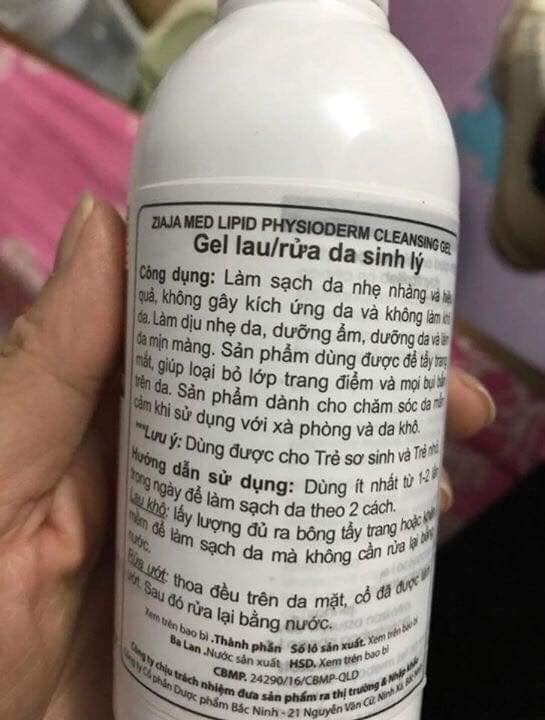 ZIAJA MED LIPID PHYSIODERM CLEANSING GEL
Gel lau/rửa da sinh lý
Công dụng: Làm sạch da nhẹ nhàng và
quả, không gây kích ứng da và không làm
da. Làm dịu nhẹ da, dưỡng ẩm, dưỡng da và
da mịn màng. Sản phẩm dùng được để tẩy trang
mắt, giúp loại bỏ lớp trang điểm và mọi bụi
trên da. Sản phẩm dành cho chăm sóc da
cảm khi sử dụng với xà phòng và da khô.
***Lưu ý: Dùng được cho Trẻ sơ sinh và Trẻ nhỏ
Hướng dẫn sử dụng: Dùng ít nhất từ 1-2
trong ngày để làm sạch da theo 2 cách.
Lau khô: lấy lượng đủ ra bông tẩy trang hoặc
mềm để làm sạch da mà không cần rửa lại bằng
nước.
Rửa ướt: thoa đều trên da mặt, cổ đã được
ướt. Sau đó rửa lại bằng nước.
Xem trên bao bì .Thành phần Số lô sản xuất. Xem trên bao bì
Ba Lan .Nước sản xuất HSD. Xem trên bao bì
CBMP. 24290/16/CBMP-QLD
Công ty chịu trách nhiệm đưa sản phẩm ra thị trường & Nhập khẩu
Công ty Cổ phần Dược phẩm Bắc Ninh - 21 Nguyễn Văn Cừ, Ninh Xá,